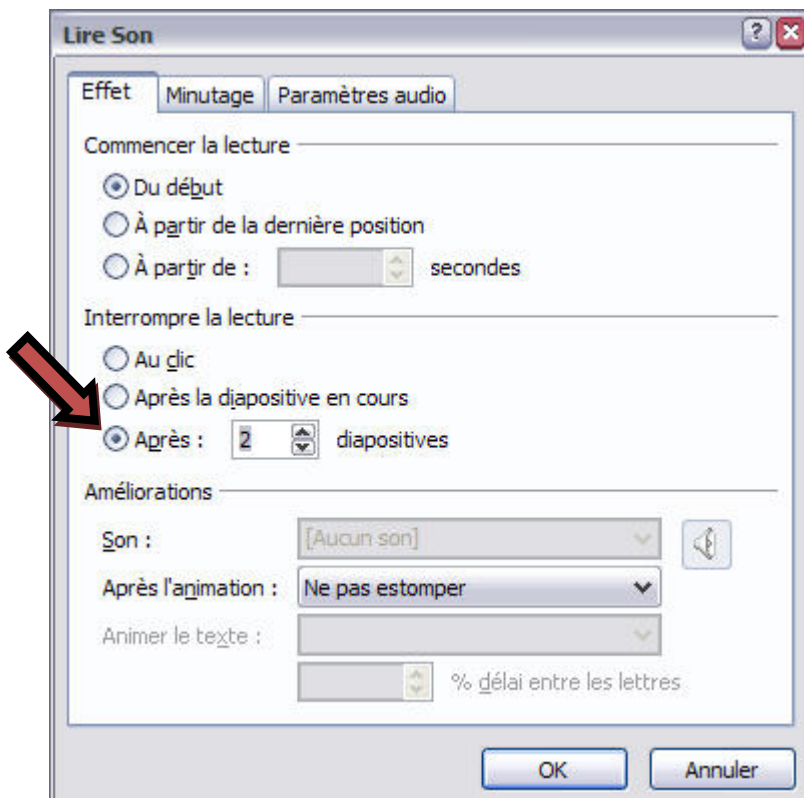 Lire Son
Effet Minutage Paramètres audio
Commencer la lecture
Du début
À partir de la dernière position
À partir de : secondes
Interrompre la lecture
Au clic
Après la diapositive en cours
Après : 2 diapositives
Améliorations
Son : [Aucun son]
Après l'animation : Ne pas estomper
Animer le texte :
% délai entre les lettres
OK Annuler